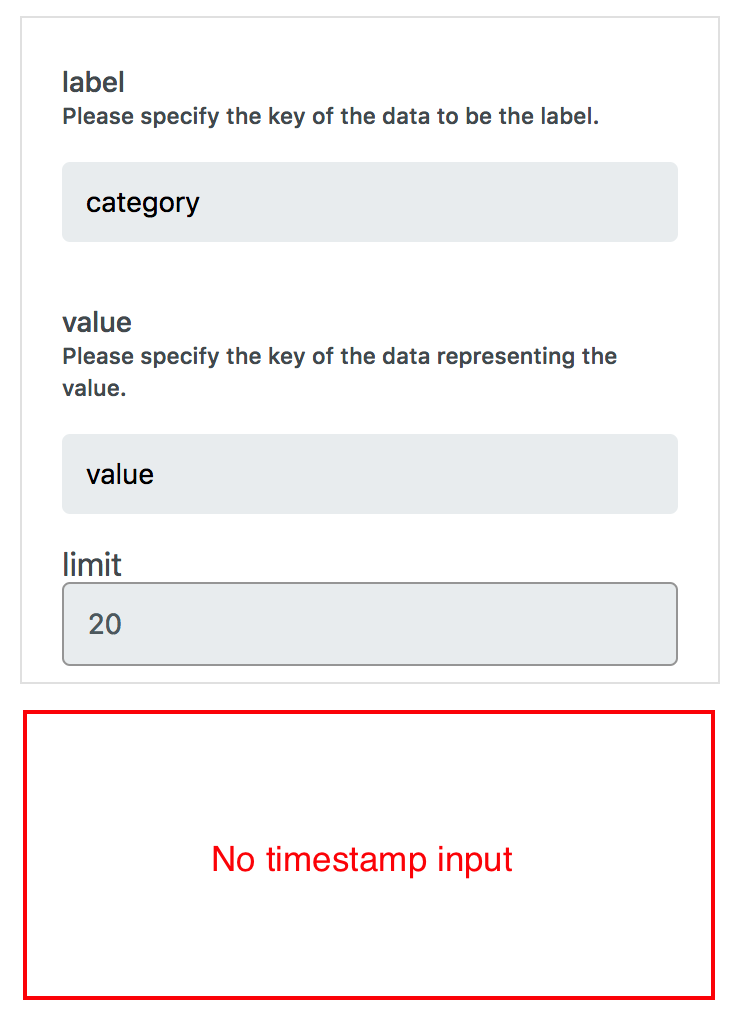 label
Please specify the key of the data to be the label.
category
value
Please specify the key of the data representing the
value.
value
limit
20
No timestamp input